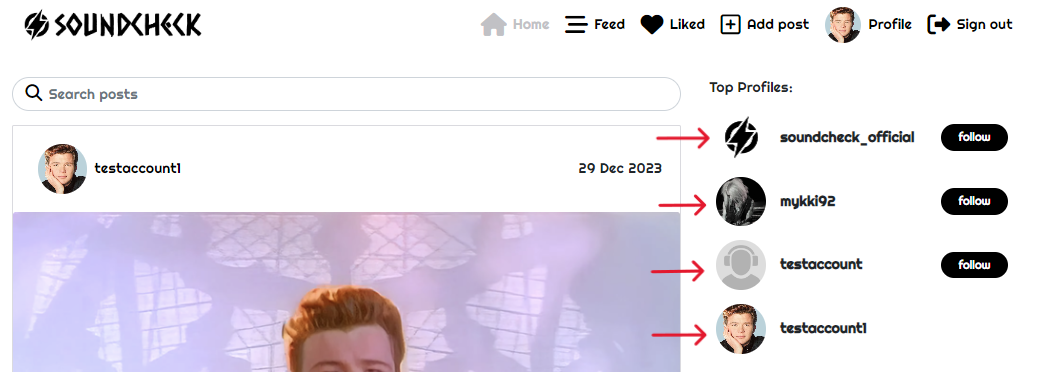 SOUNDCHECK
Home Feed Liked Add post Profile Sign out
Search posts
testaccount1
29 Dec 2023
Top Profiles:
soundcheck_official follow
mykki92 follow
testaccount follow
testaccount1